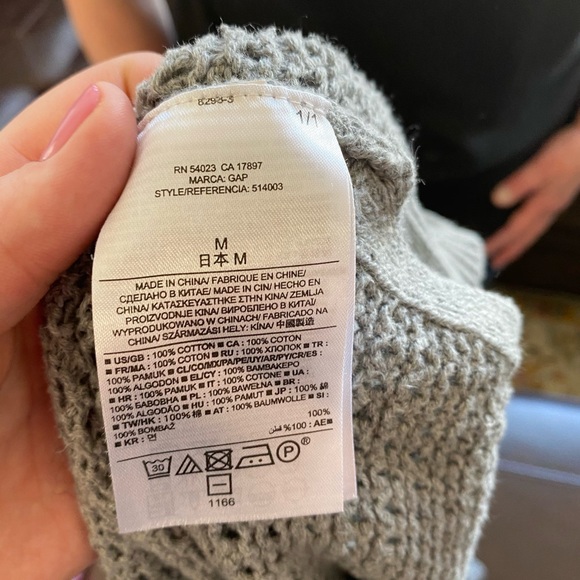 1/1
RN 54023 CA 17897
MARCA: GAP
STYLE/REFERENCIA: 514003
M
日本 M
MADE IN CHINA/ FABRIQUE EN CHINE/
СДЕЛАНО В КИТАЕ/ MADE IN CIN/ HECHO EN
CHINA/ ΚΑΤΑΣΚΕΥΑΣΤΗΚΕ ΣΤΗΝ ΚΙΝΑ/ ZEMLJA
PROIZVODNJE KINA/ ВИРОБЛЕНО В КИТАЇ/
WYPRODUKOWANO W CHINACH/ FABRICADO NA
CHINA/ SZÁRMAZÁSI HELY: KÍNA/ 中國製造
■ US/GB : 100% COTTON ■ CA : 100% COTTON
■ FR/MA : 100% COTON ■ RU : 100% ХЛОПОК ■ TR :
100% PAMUK ■ CL/CO/MX/PA/PE/UY/AR/PY/CR/ES :
100% ALGODON ■ EL/CY : 100% ΒΑΜΒΑΚΕΡΟ
■ HR : 100% PAMUK ■ IT : 100% COTONE ■ UA :
100% БАВОВНА ■ PL : 100% BAWEŁNA ■ BR :
100% ALGODÃO ■ HU : 100% PAMUT ■ JP : 100% 綿
■ TW/HK : 100% 棉 ■ AT : 100% BAUMWOLLE ■ SI :
100% BOMBAŽ
100%
■ KR : 면
قطن 100% : AE ■
30
P
1166